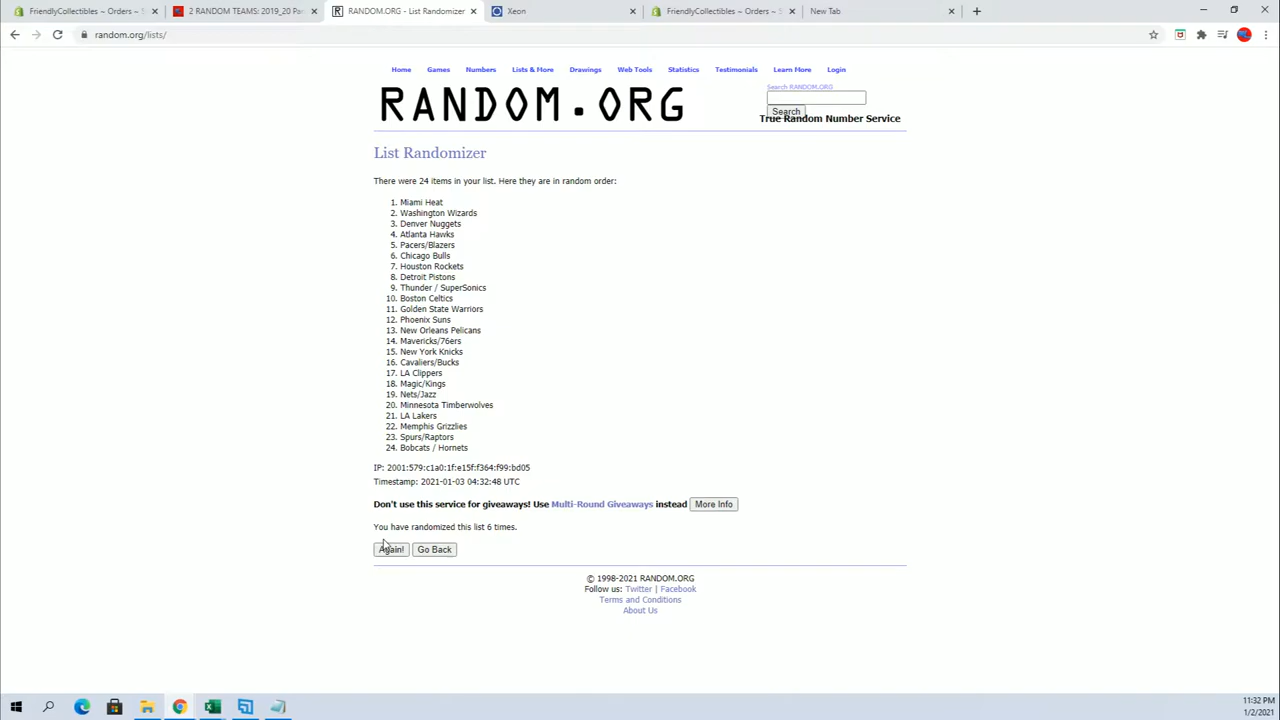 FriendlyCollectibles ~ Orders ~ S
2 RANDOM TEAMS: 2019_20 Pa
RANDOM.ORG - List Randomizer
Xeon
FriendlyCollectibles ~ Orders ~ S
New Tab
random.org/lists/
Home Games Numbers Lists & More Drawings Web Tools Statistics Testimonials Learn More Login
Search RANDOM.ORG
RANDOM.ORG
Search
True Random Number Service
List Randomizer
There were 24 items in your list. Here they are in random order:
1. Miami Heat
2. Washington Wizards
3. Denver Nuggets
4. Atlanta Hawks
5. Pacers/Blazers
6. Chicago Bulls
7. Houston Rockets
8. Detroit Pistons
9. Thunder / SuperSonics
10. Boston Celtics
11. Golden State Warriors
12. Phoenix Suns
13. New Orleans Pelicans
14. Mavericks/76ers
15. New York Knicks
16. Cavaliers/Bucks
17. LA Clippers
18. Magic/Kings
19. Nets/Jazz
20. Minnesota Timberwolves
21. LA Lakers
22. Memphis Grizzlies
23. Spurs/Raptors
24. Bobcats / Hornets
IP: 2001:579:c1a0:1f:e15f:f364:f99:bd05
Timestamp: 2021-01-03 04:32:48 UTC
Don't use this service for giveaways! Use Multi-Round Giveaways instead More Info
You have randomized this list 6 times.
Again! Go Back
© 1998-2021 RANDOM.ORG
Follow us: Twitter | Facebook
Terms and Conditions
About Us
11:32 PM
1/2/2021